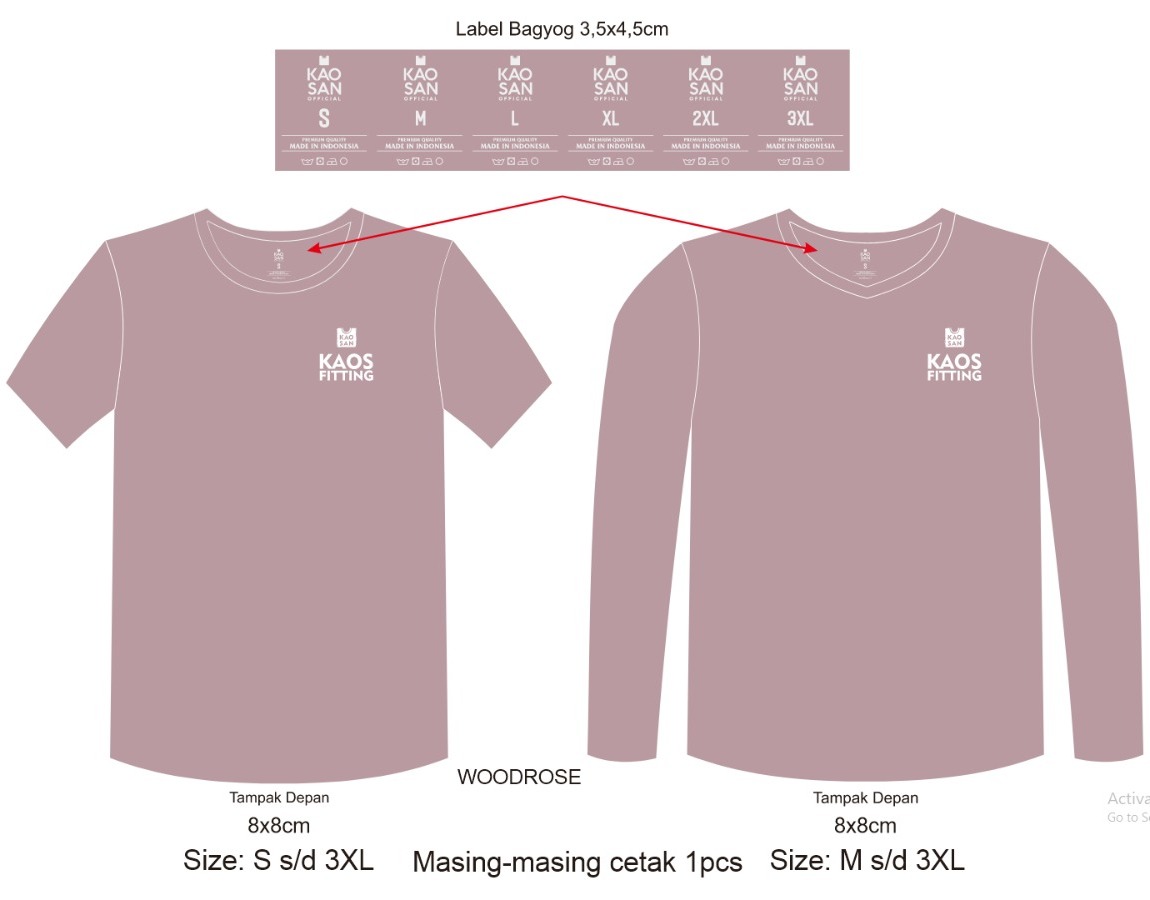 Label Bagyog 3,5x4,5cm
KAO SAN OFFICIAL S PREMIUM QUALITY MADE IN INDONESIA
KAO SAN OFFICIAL M PREMIUM QUALITY MADE IN INDONESIA
KAO SAN OFFICIAL L PREMIUM QUALITY MADE IN INDONESIA
KAO SAN OFFICIAL XL PREMIUM QUALITY MADE IN INDONESIA
KAO SAN OFFICIAL 2XL PREMIUM QUALITY MADE IN INDONESIA
KAO SAN OFFICIAL 3XL PREMIUM QUALITY MADE IN INDONESIA
KAO
SAN
KAO
SAN
KAOS
FITTING
KAO
SAN
KAO
SAN
KAOS
FITTING
WOODROSE
Tampak Depan
8x8cm
Size: S s/d 3XL
Masing-masing cetak 1pcs
Tampak Depan
8x8cm
Size: M s/d 3XL
Activa
Go to S